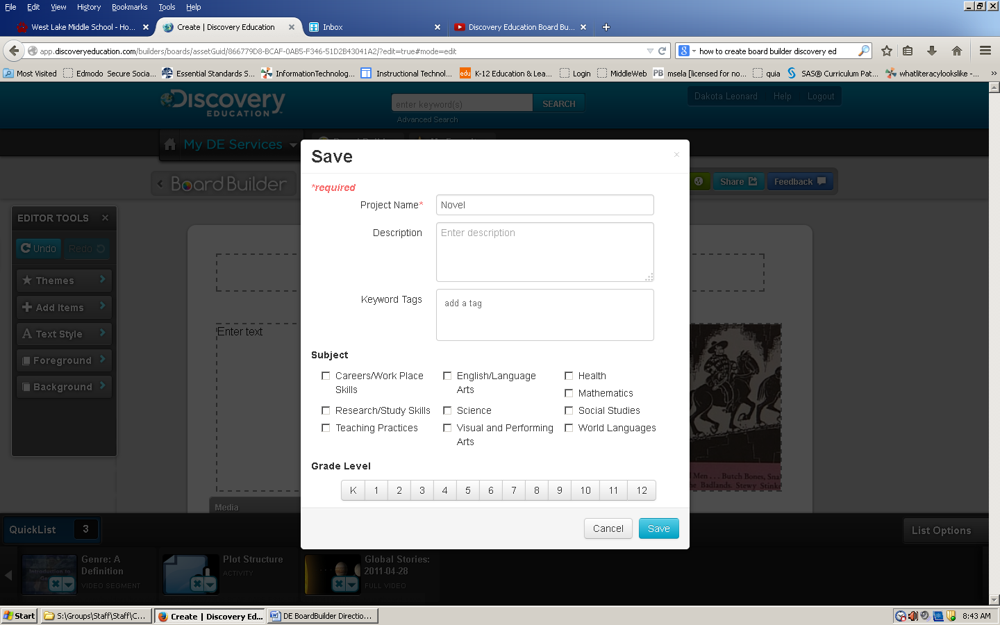 File Edit View History Bookmarks Tools Help
West Lake Middle School - Ho...
Create | Discovery Education
Inbox
Discovery Education Board Bu...
app.discoveryeducation.com/builders/boards/assetGuid/866779D8-BCAF-0AB5-F346-51D2B43041A2/?edit=true#mode=edit
how to create board builder discovery ed
Most Visited
Edmodo Secure Socia...
Essential Standards S...
InformationTechnolog...
Instructional Technol...
edu K-12 Education & Lea...
Login
MiddleWeb
PB msela [licensed for no...
quia
SAS® Curriculum Pat...
whatliteracylookslike -...
Discovery
EDUCATION
enter keyword(s)
SEARCH
Advanced Search
Dakota Leonard Help Logout
My DE Services
BoardBuilder
Share
Feedback
Save
*required
Project Name*
Novel
Description
Enter description
Keyword Tags
add a tag
Subject
Careers/Work Place
Skills
English/Language
Arts
Health
Mathematics
Research/Study Skills
Science
Social Studies
Teaching Practices
Visual and Performing
Arts
World Languages
Grade Level
K 1 2 3 4 5 6 7 8 9 10 11 12
Cancel
Save
EDITOR TOOLS
Undo
Redo
Themes
Add Items
A Text Style
Foreground
Background
Enter text
Men . . . Butch Bones, Sna
Badlands, Stewy Stink
Media
QuickList 3
List Options
Genre: A
Definition
VIDEO SEGMENT
Plot Structure
ACTIVITY
Global Stories:
2011-04-28
FULL VIDEO
Start
S:\Groups\Staff\Staff\C...
Create | Discovery Ed...
DE BoardBuilder Directio...
8:43 AM